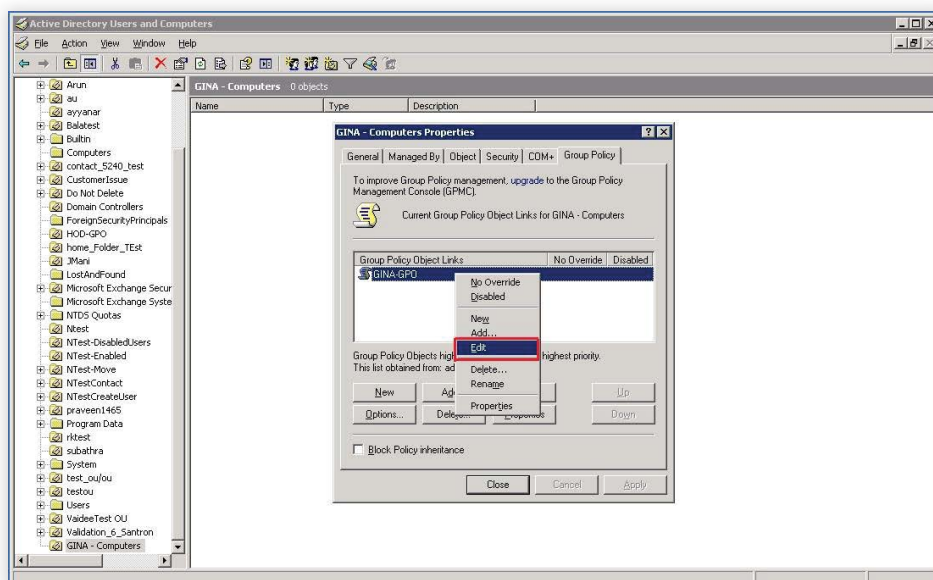 Active Directory Users and Computers
File Action View Window Help
Arun
au
ayyanar
Balatest
Builtin
Computers
contact_5240_test
CustomerIssue
Do Not Delete
Domain Controllers
ForeignSecurityPrincipals
HOD-GPO
home_Folder_TEst
JMani
LostAndFound
Microsoft Exchange Secur
Microsoft Exchange Syste
NTDS Quotas
Ntest
NTest-DisabledUsers
NTest-Enabled
NTest-Move
NTestContact
NTestCreateUser
praveen1465
Program Data
rktest
subathra
System
test_ou/ou
testou
Users
VaideeTest OU
Validation_6_Santron
GINA - Computers
GINA - Computers 0 objects
Name Type Description
GINA - Computers Properties
General Managed By Object Security COM+ Group Policy
To improve Group Policy management, upgrade to the Group Policy
Management Console (GPMC).
Current Group Policy Object Links for GINA - Computers
Group Policy Object Links No Override Disabled
GINA-GPO
No Override
Disabled
New
Add...
Edit
Delete...
Rename
Properties
Group Policy Objects high highest priority.
This list obtained from: ad
New Ad Up
Options... Delete... Properties Down
Block Policy inheritance
Close Cancel Apply